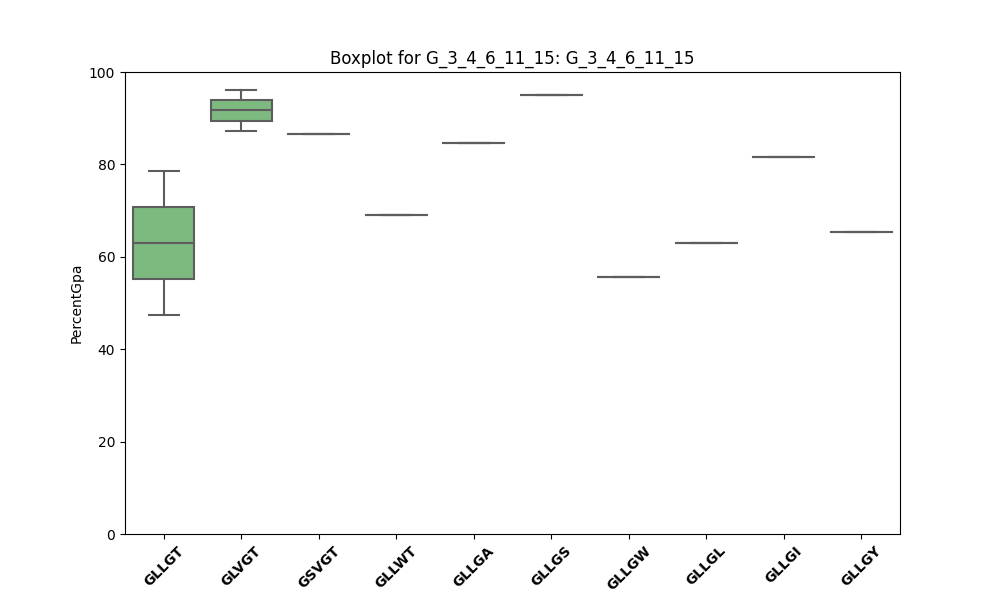 Boxplot for G_3_4_6_11_15: G_3_4_6_11_15
100
80
60
40
20
0
PercentGpa
GLLGT GLVGT GSVGT GLLWT GLLGA GLLGS GLLGW GLLGL GLLGI GLLGY